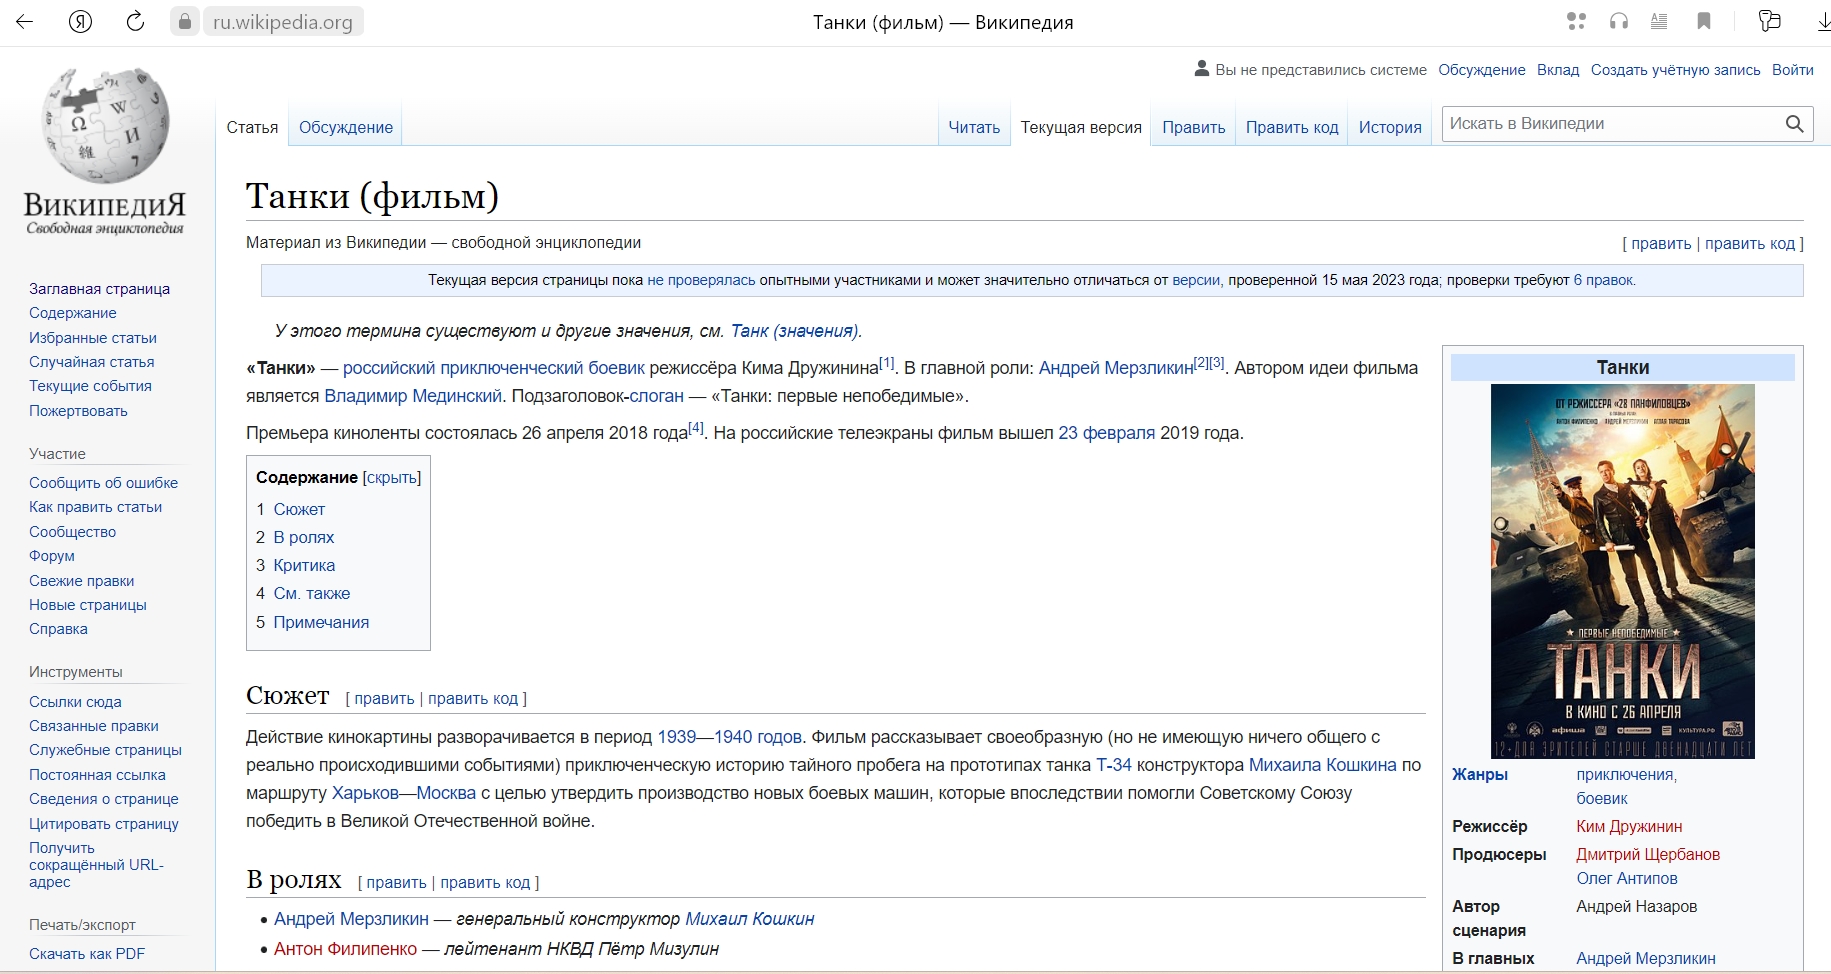 ru.wikipedia.org
Танки (фильм) — Википедия
Вы не представились системе Обсуждение Вклад Создать учётную запись Войти
ВикипедиЯ
Свободная энциклопедия
Статья Обсуждение Читать Текущая версия Править Править код История Искать в Википедии
Заглавная страница
Содержание
Избранные статьи
Случайная статья
Текущие события
Пожертвовать
Участие
Сообщить об ошибке
Как править статьи
Сообщество
Форум
Свежие правки
Новые страницы
Справка
Инструменты
Ссылки сюда
Связанные правки
Служебные страницы
Постоянная ссылка
Сведения о странице
Цитировать страницу
Получить
сокращённый URL-
адрес
Печать/экспорт
Скачать как PDF
Танки (фильм)
Материал из Википедии — свободной энциклопедии
[ править | править код ]
Текущая версия страницы пока не проверялась опытными участниками и может значительно отличаться от версии, проверенной 15 мая 2023 года; проверки требуют 6 правок.
У этого термина существуют и другие значения, см. Танк (значения).
«Танки» — российский приключенческий боевик режиссёра Кима Дружинина[1]. В главной роли: Андрей Мерзликин[2][3]. Автором идеи фильма
является Владимир Мединский. Подзаголовок-слоган — «Танки: первые непобедимые».
Премьера киноленты состоялась 26 апреля 2018 года[4]. На российские телеэкраны фильм вышел 23 февраля 2019 года.
Содержание [скрыть]
1 Сюжет
2 В ролях
3 Критика
4 См. также
5 Примечания
Сюжет [ править | править код ]
Действие кинокартины разворачивается в период 1939—1940 годов. Фильм рассказывает своеобразную (но не имеющую ничего общего с
реально происходившими событиями) приключенческую историю тайного пробега на прототипах танка Т-34 конструктора Михаила Кошкина по
маршруту Харьков—Москва с целью утвердить производство новых боевых машин, которые впоследствии помогли Советскому Союзу
победить в Великой Отечественной войне.
В ролях [ править | править код ]
• Андрей Мерзликин — генеральный конструктор Михаил Кошкин
• Антон Филипенко — лейтенант НКВД Пётр Мизулин
Танки
ОТ РЕЖИССЕРА «28 ПАНФИЛОВЦЕВ»
АНТОН ФИЛИПЕНКО АНДРЕЙ МЕРЗЛИКИН АГЛАЯ ТАРАСОВА
★ ПЕРВЫЕ НЕПОБЕДИМЫЕ ★
ТАНКИ
В КИНО С 26 АПРЕЛЯ
афиша КУЛЬТУРА.РФ
12+ ДЛЯ ЗРИТЕЛЕЙ СТАРШЕ ДВЕНАДЦАТИ ЛЕТ
Жанры приключения,
боевик
Режиссёр Ким Дружинин
Продюсеры Дмитрий Щербанов
Олег Антипов
Автор Андрей Назаров
сценария
В главных Андрей Мерзликин